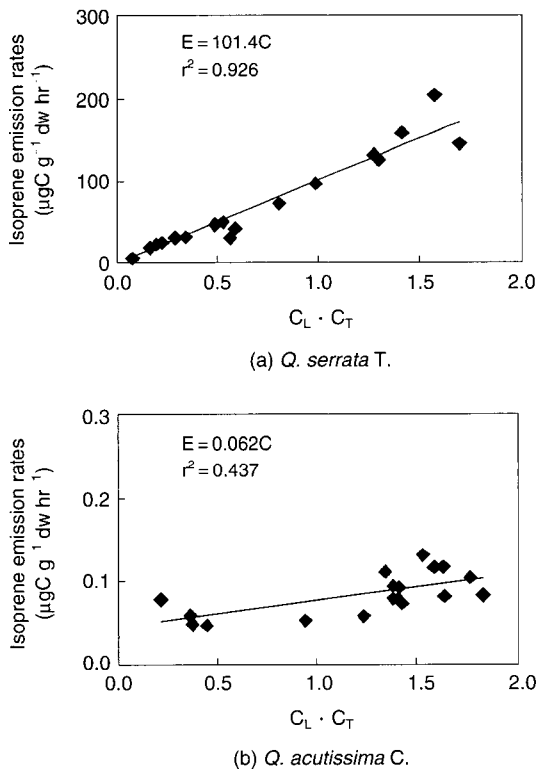 E = 101.4C
r² = 0.926
300
200
100
0
0.0 0.5 1.0 1.5 2.0
Isoprene emission rates
(μgC g⁻¹ dw hr⁻¹)
C_L · C_T
(a) Q. serrata T.
E = 0.062C
r² = 0.437
0.3
0.2
0.1
0.0
0.0 0.5 1.0 1.5 2.0
Isoprene emission rates
(μgC g⁻¹ dw hr⁻¹)
C_L · C_T
(b) Q. acutissima C.